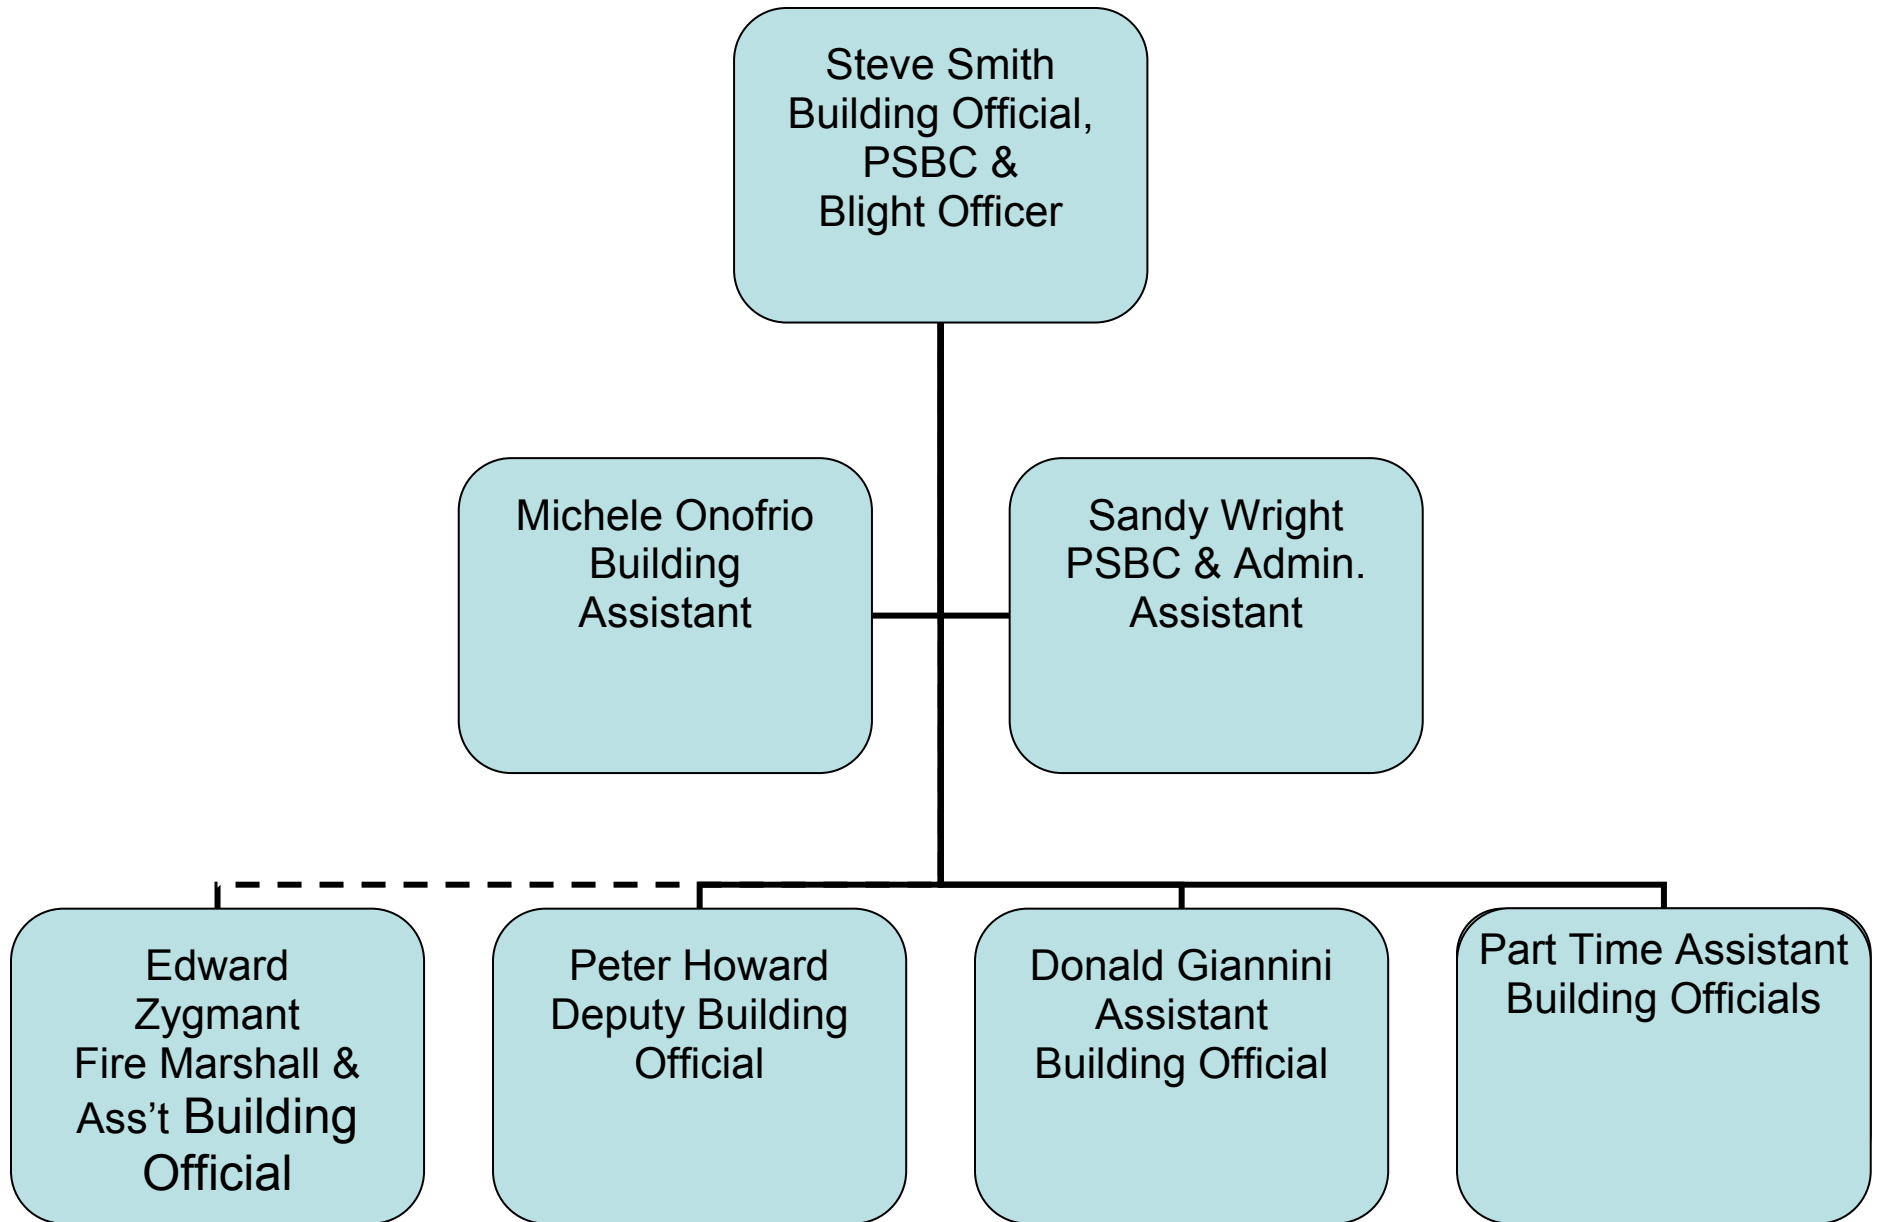 Steve Smith
Building Official,
PSBC &
Blight Officer
Michele Onofrio
Building
Assistant
Sandy Wright
PSBC & Admin.
Assistant
Edward
Zygmant
Fire Marshall &
Ass’t Building
Official
Peter Howard
Deputy Building
Official
Donald Giannini
Assistant
Building Official
Part Time Assistant
Building Officials